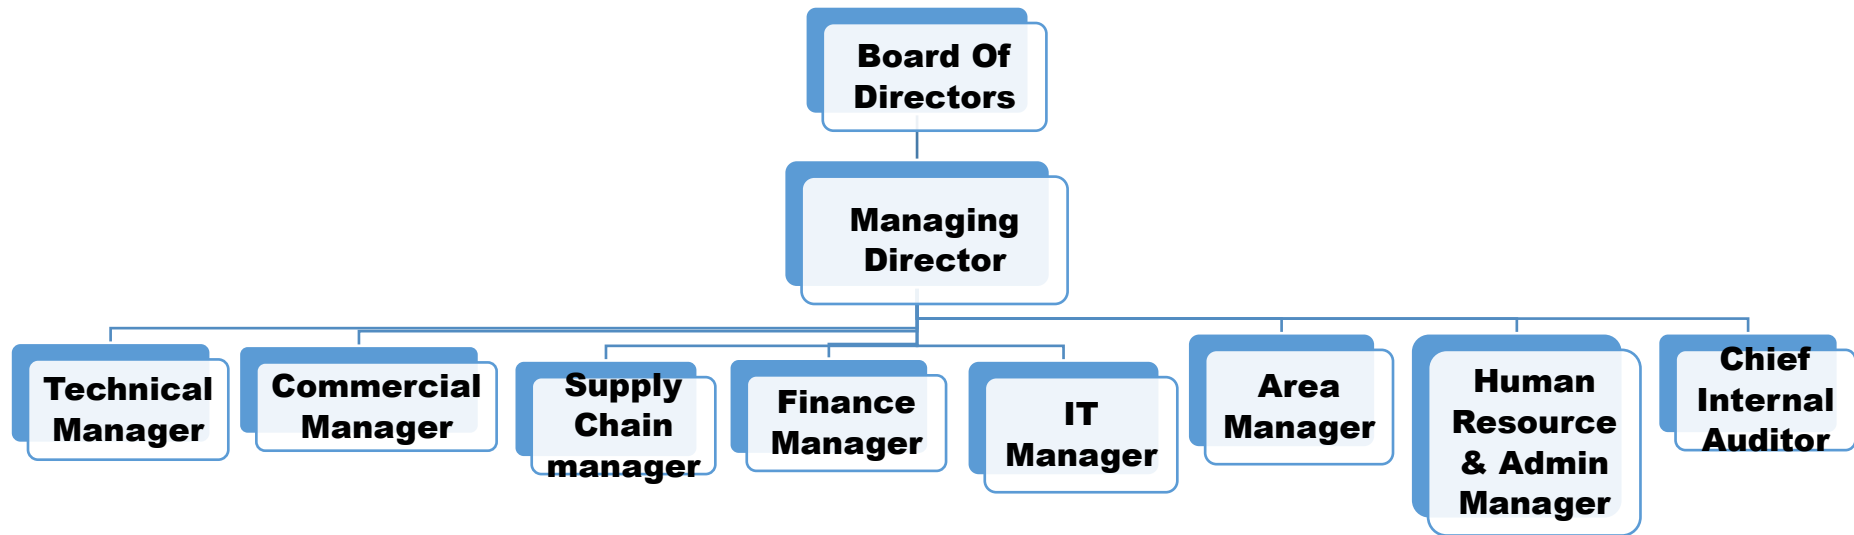 Board Of
Directors
Managing
Director
Technical
Manager
Commercial
Manager
Supply
Chain
manager
Finance
Manager
IT
Manager
Area
Manager
Human
Resource
& Admin
Manager
Chief
Internal
Auditor